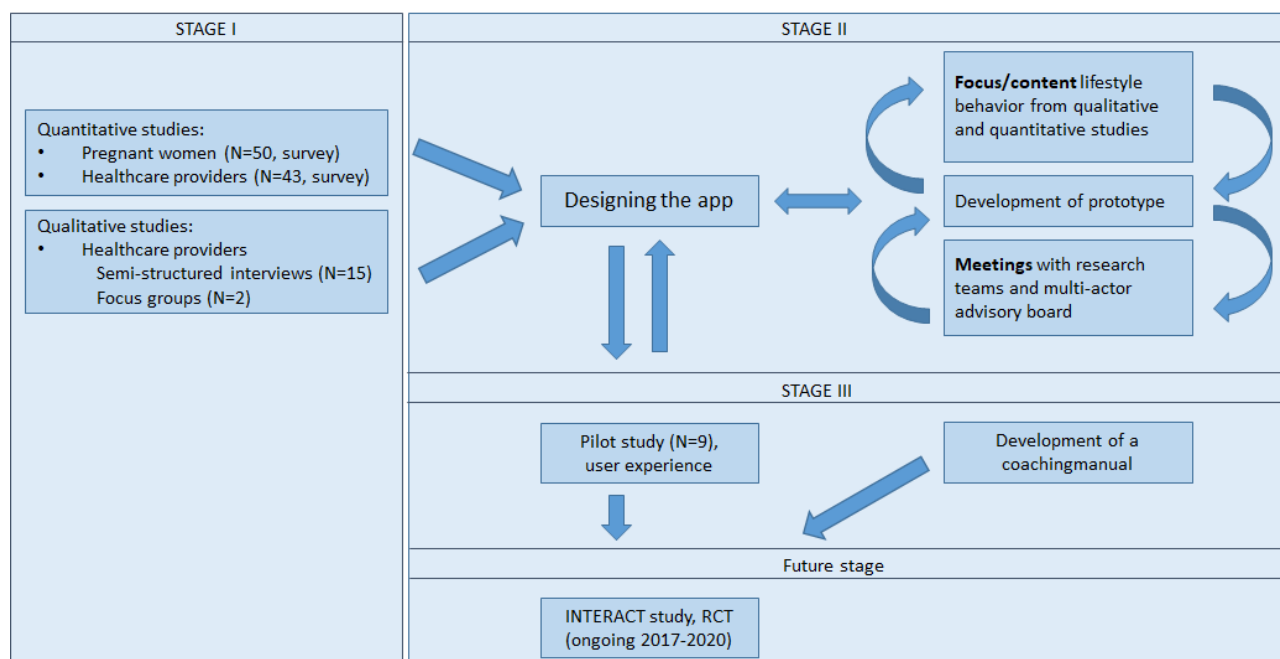 STAGE I
Quantitative studies:
• Pregnant women (N=50, survey)
• Healthcare providers (N=43, survey)
Qualitative studies:
• Healthcare providers
Semi-structured interviews (N=15)
Focus groups (N=2)
STAGE II
Designing the app
Focus/content lifestyle
behavior from qualitative
and quantitative studies
Development of prototype
Meetings with research
teams and multi-actor
advisory board
STAGE III
Pilot study (N=9),
user experience
Development of a
coachingmanual
Future stage
INTERACT study, RCT
(ongoing 2017-2020)